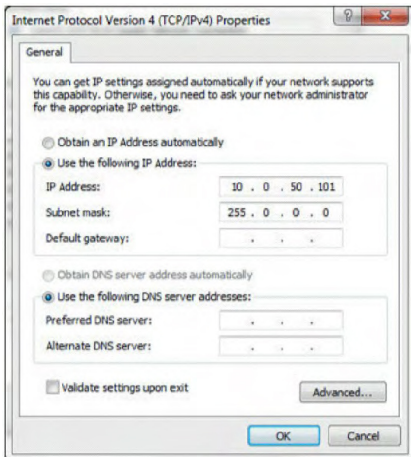 Internet Protocol Version 4 (TCP/IPv4) Properties
?
X
General
You can get IP settings assigned automatically if your network supports
this capability. Otherwise, you need to ask your network administrator
for the appropriate IP settings.
Obtain an IP Address automatically
Use the following IP Address:
IP Address: 10 . 0 . 50 . 101
Subnet mask: 255 . 0 . 0 . 0
Default gateway: . . .
Obtain DNS server address automatically
Use the following DNS server addresses:
Preferred DNS server: . . .
Alternate DNS server: . . .
Validate settings upon exit
Advanced...
OK Cancel